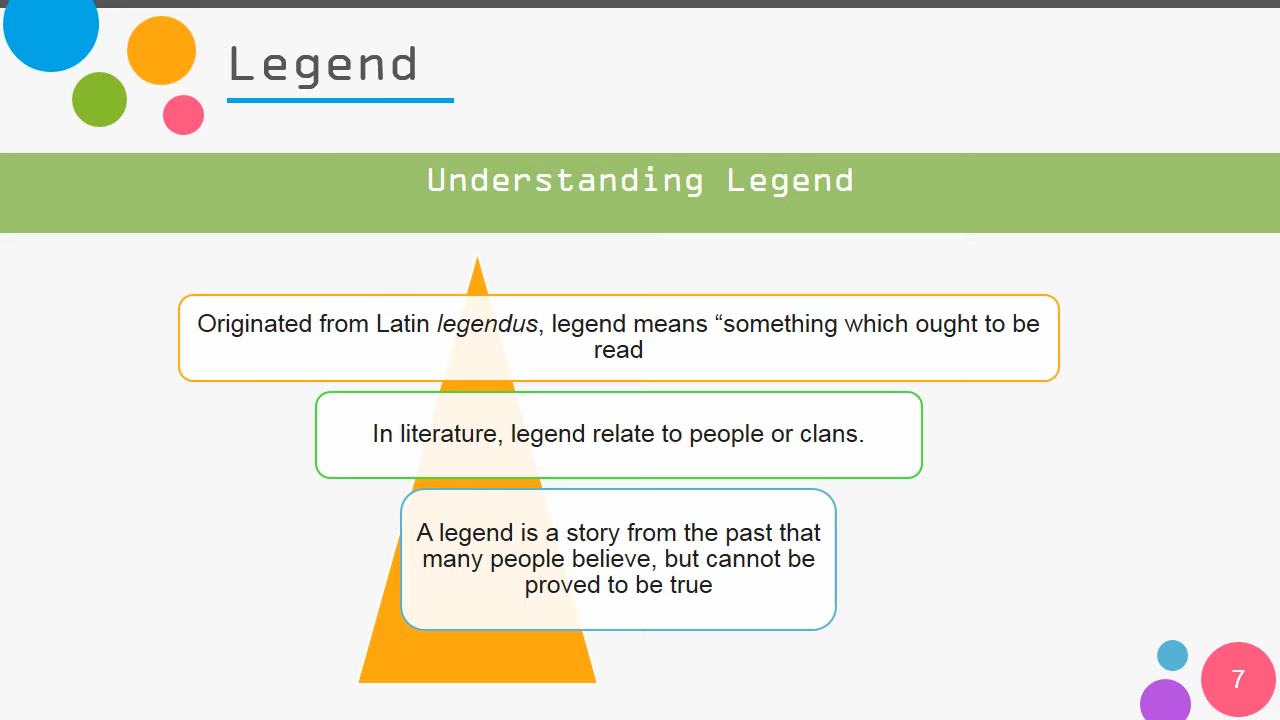 Legend
Understanding Legend
Originated from Latin legendus, legend means “something which ought to be
read
In literature, legend relate to people or clans.
A legend is a story from the past that
many people believe, but cannot be
proved to be true
7